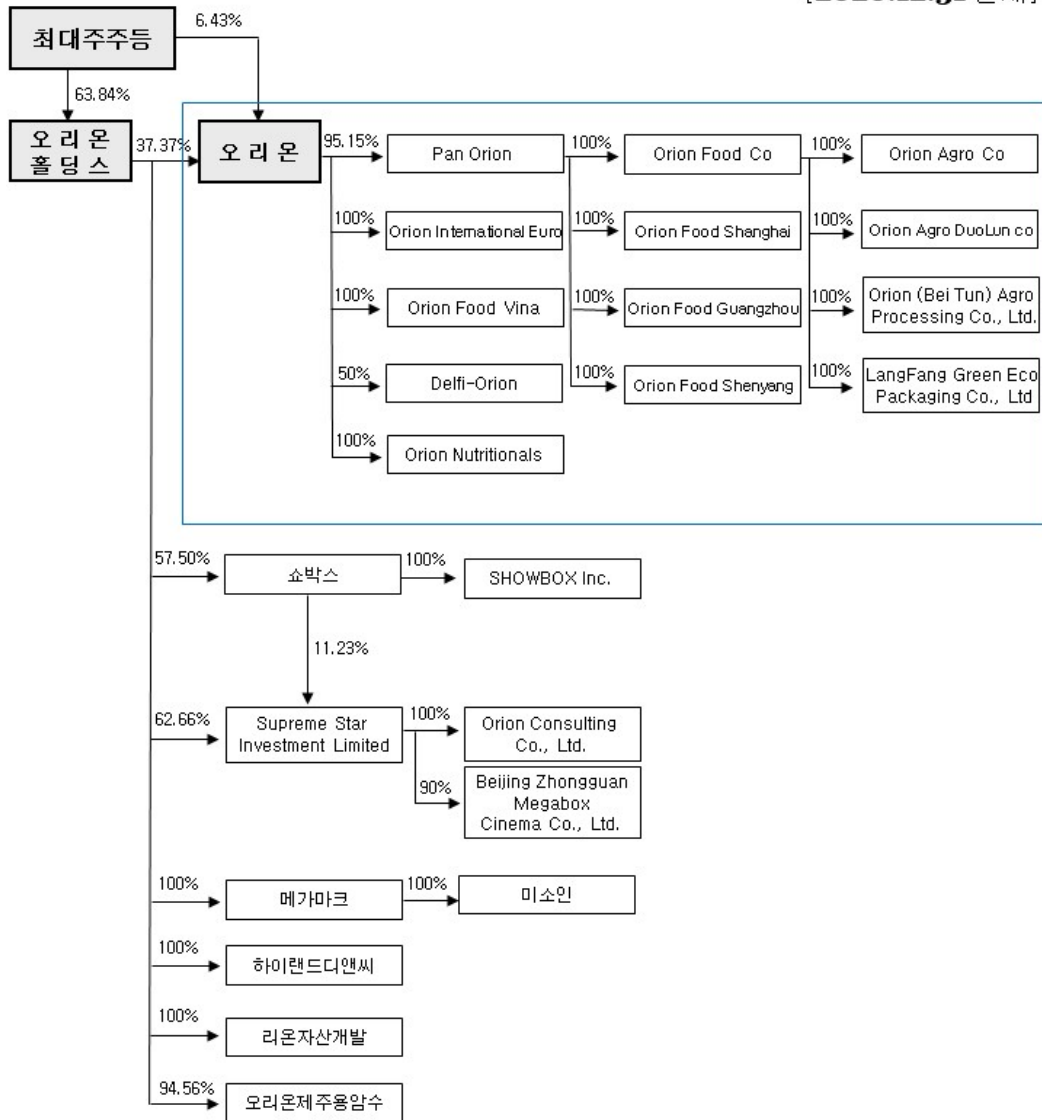 최대주주등
6.43%
63.84%
오리온
홀딩스
37.37%
오리온
95.15%
Pan Orion
100%
Orion Food Co
100%
Orion Agro Co
100%
Orion International Euro
100%
Orion Food Shanghai
100%
Orion Agro DuoLun co
100%
Orion Food Vina
100%
Orion Food Guangzhou
100%
Orion (Bei Tun) Agro
Processing Co., Ltd.
50%
Delfi-Orion
100%
Orion Food Shenyang
100%
LangFang Green Eco
Packaging Co., Ltd
100%
Orion Nutritionals
57.50%
쇼박스
100%
SHOWBOX Inc.
11.23%
62.66%
Supreme Star
Investment Limited
100%
Orion Consulting
Co., Ltd.
90%
Beijing Zhongguan
Megabox
Cinema Co., Ltd.
100%
메가마크
100%
미소인
100%
하이랜드디앤씨
100%
리온자산개발
94.56%
오리온제주용암수